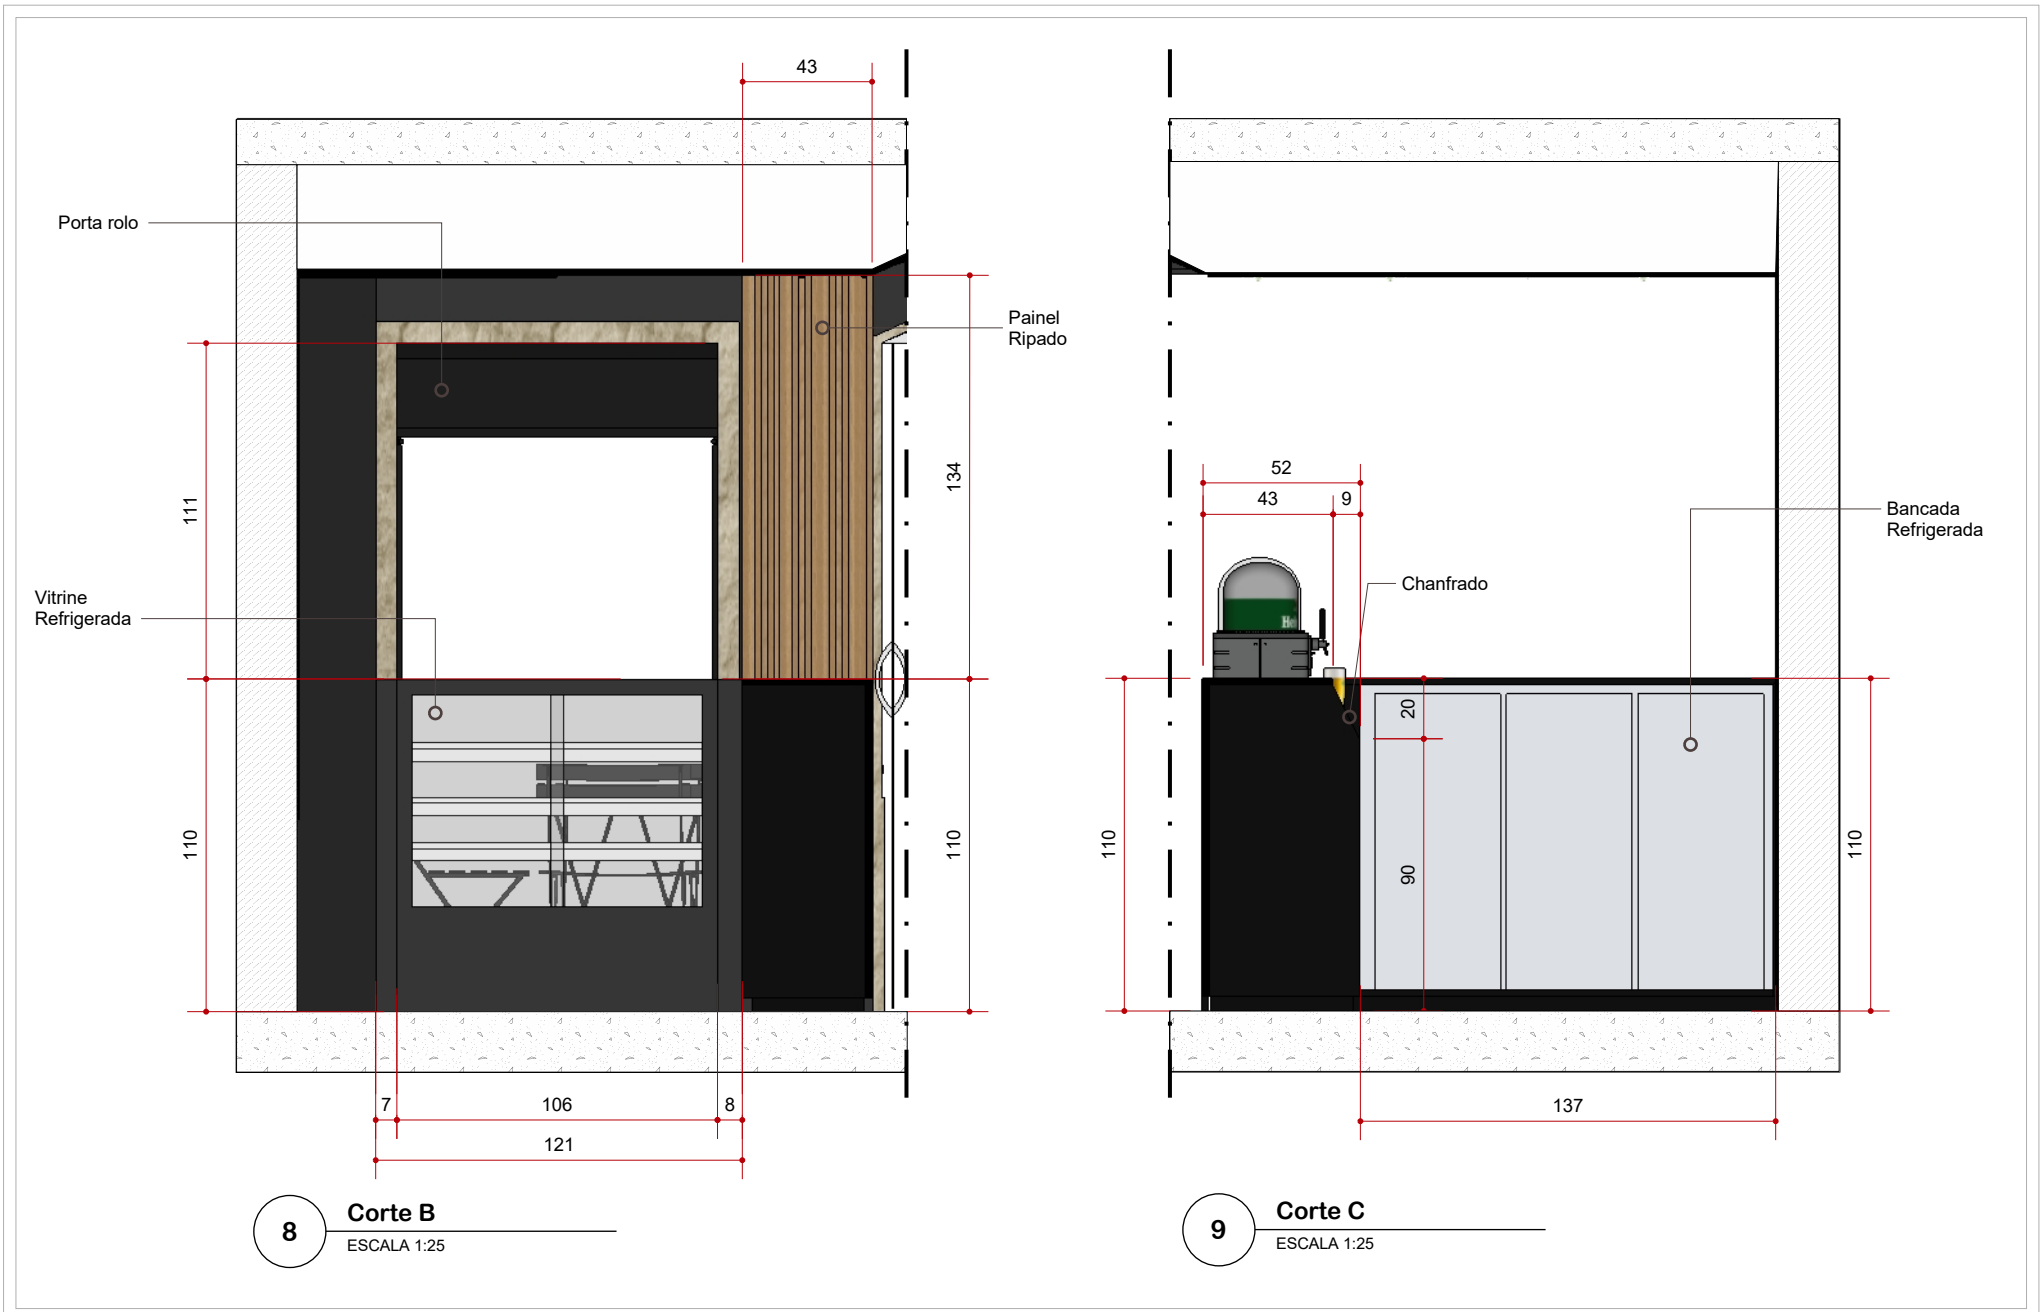 43
Porta rolo
Painel
Ripado
111
134
Vitrine
Refrigerada
110
110
7
106
8
121
8
Corte B
ESCALA 1:25
52
43
9
Bancada
Refrigerada
Chanfrado
He
20
110
90
110
137
9
Corte C
ESCALA 1:25